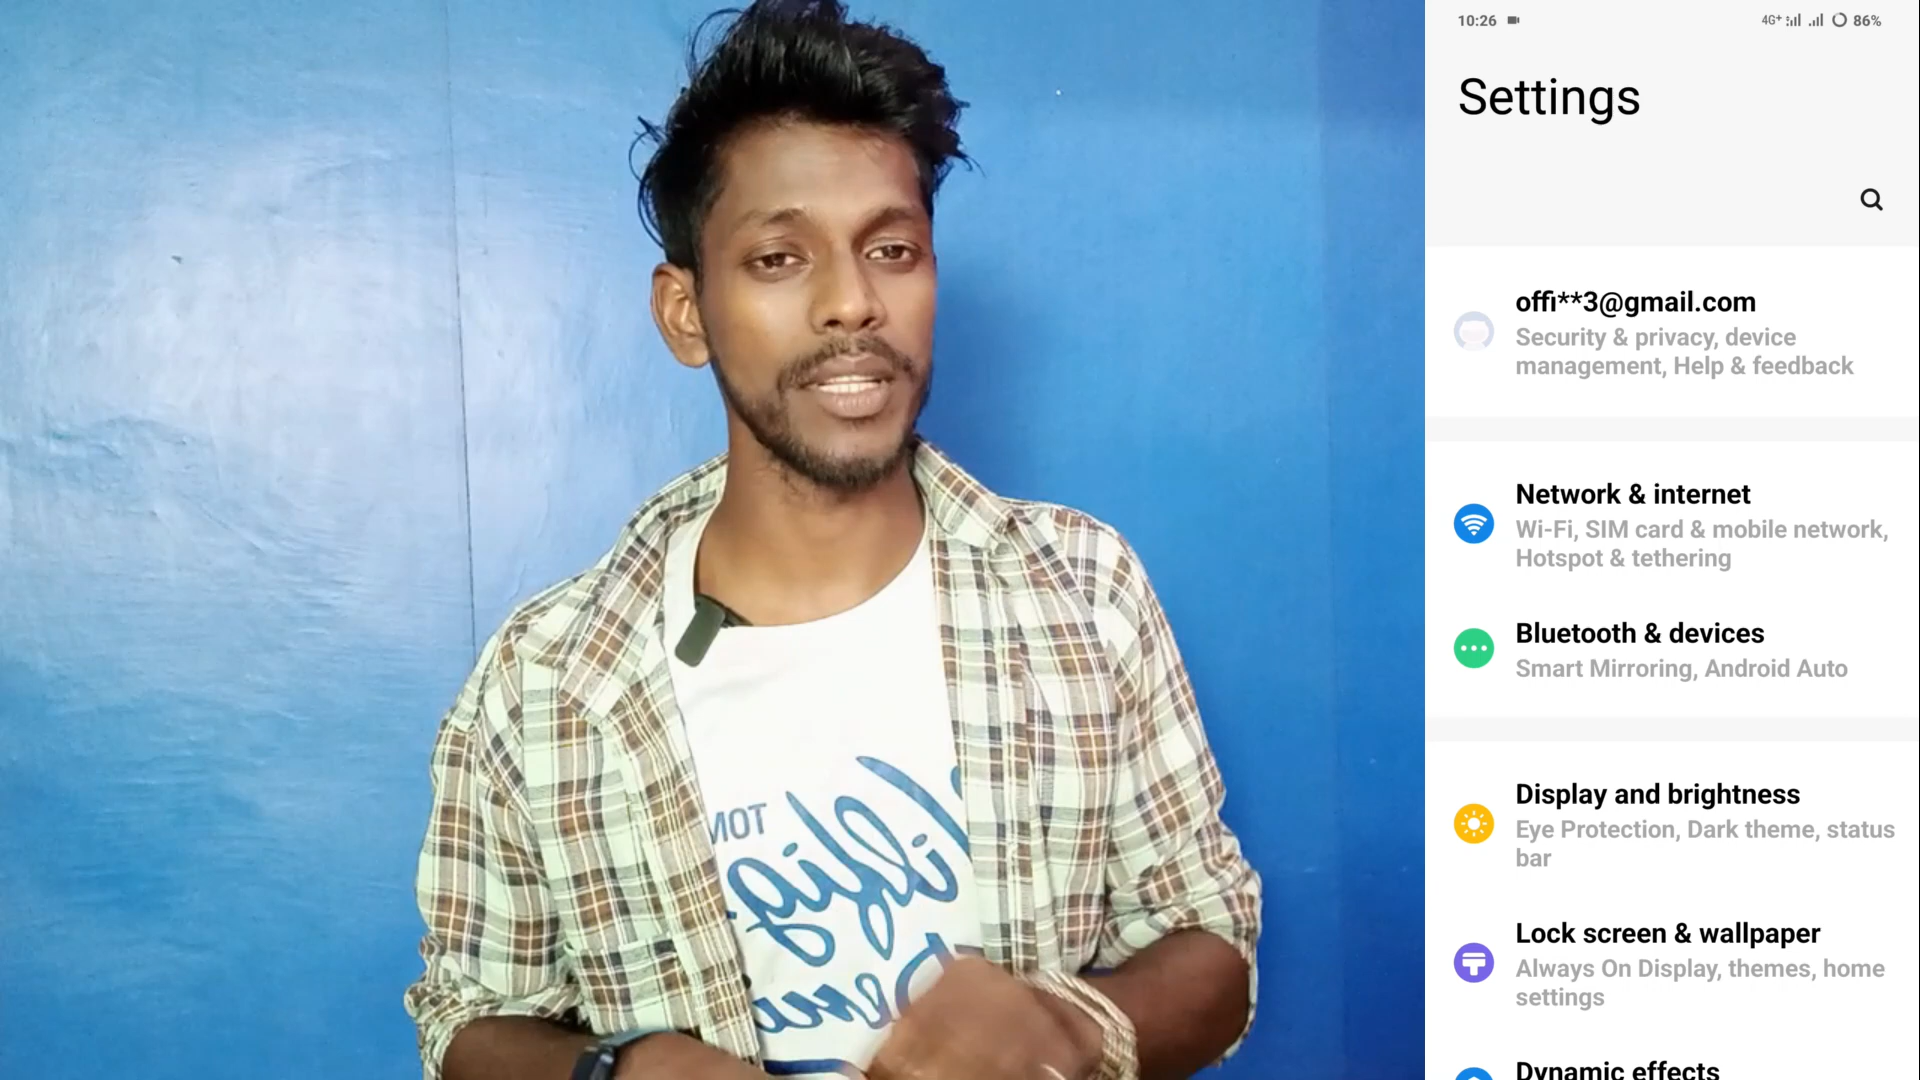 10:26
4G+ 86%
Settings
offi**3@gmail.com
Security & privacy, device
management, Help & feedback
Network & internet
Wi-Fi, SIM card & mobile network,
Hotspot & tethering
Bluetooth & devices
Smart Mirroring, Android Auto
Display and brightness
Eye Protection, Dark theme, status
bar
Lock screen & wallpaper
Always On Display, themes, home
settings
Dynamic effects